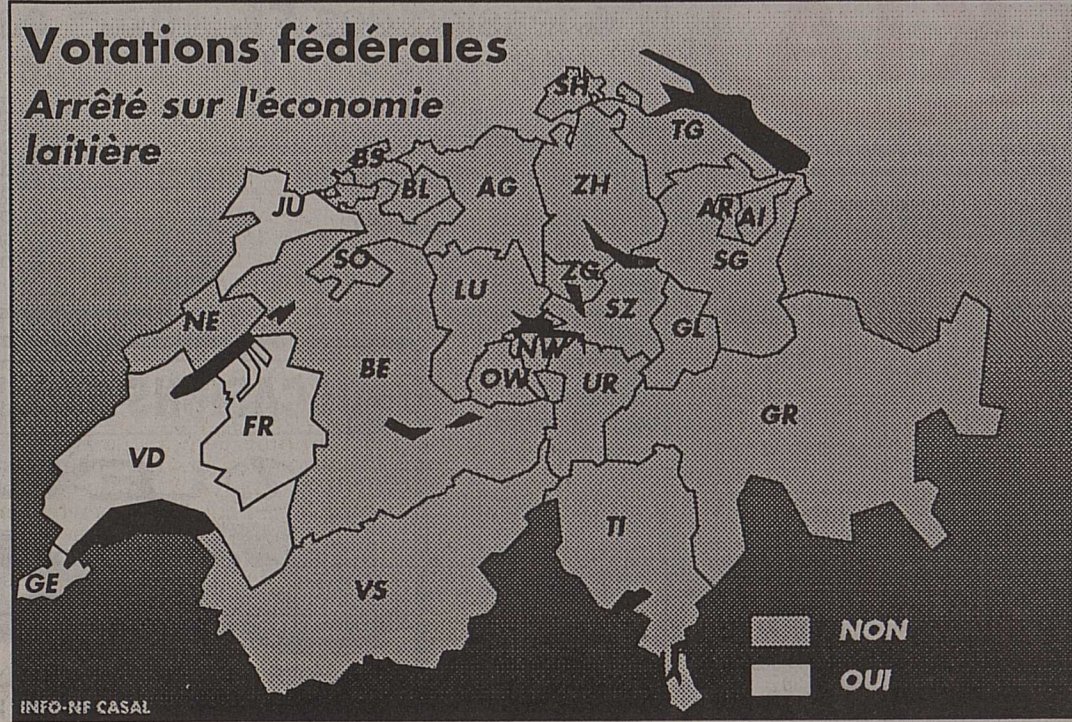 Votations fédérales
Arrêté sur l'économie
laitière
SH
TG
BS
BL
AG
ZH
JU
AR
AI
SO
ZG
SG
LU
SZ
NE
GL
NW
BE
OW
UR
FR
GR
VD
TI
GE
VS
NON
OUI
INFO-NF CASAL